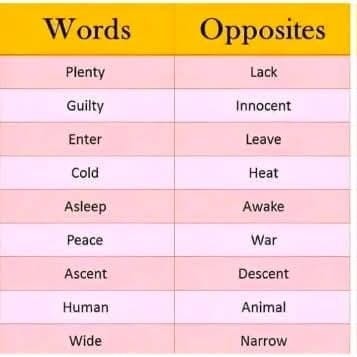 Words Opposites
Plenty Lack
Guilty Innocent
Enter Leave
Cold Heat
Asleep Awake
Peace War
Ascent Descent
Human Animal
Wide Narrow